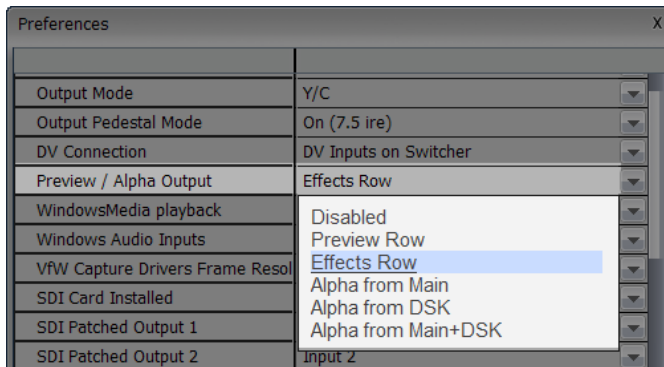 Preferences X
Output Mode Y/C
Output Pedestal Mode On (7.5 ire)
DV Connection DV Inputs on Switcher
Preview / Alpha Output Effects Row
WindowsMedia playback
Disabled
Windows Audio Inputs
Preview Row
Effects Row
VfW Capture Drivers Frame Resol
Alpha from Main
SDI Card Installed
Alpha from DSK
SDI Patched Output 1
Alpha from Main+DSK
SDI Patched Output 2 Input 2